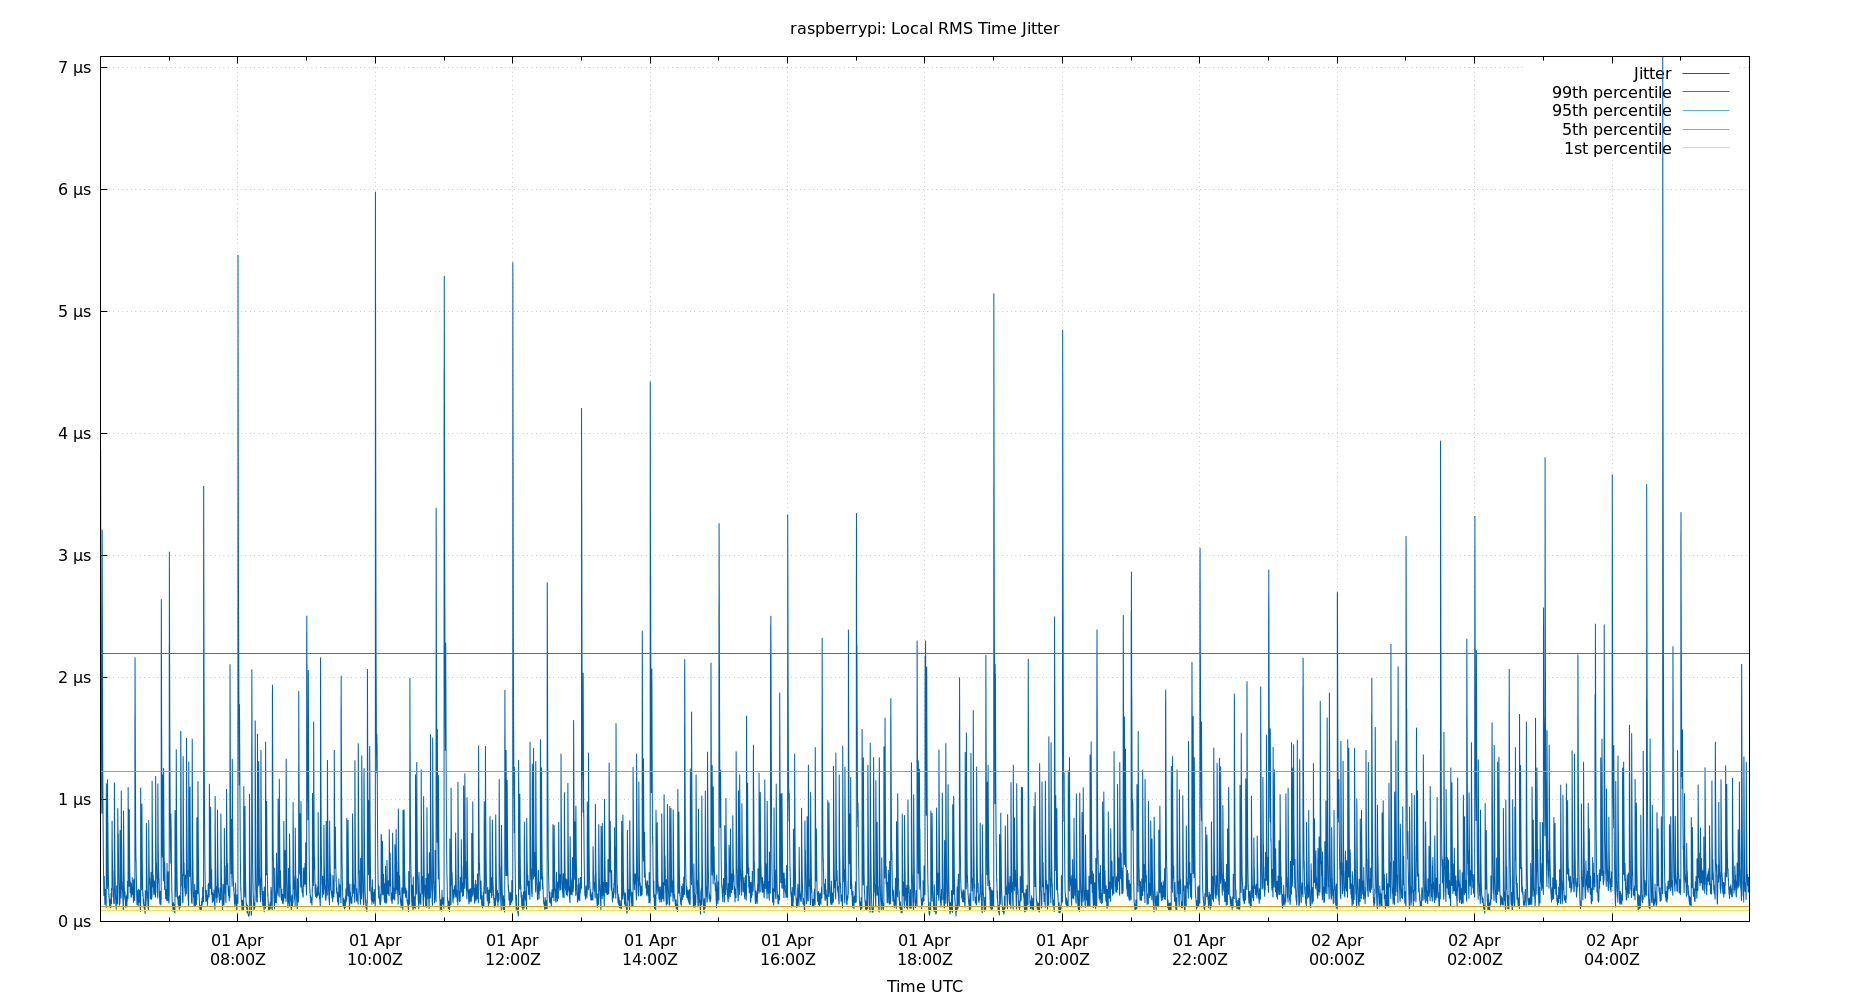 raspberrypi: Local RMS Time Jitter
7 µs
6 µs
5 µs
4 µs
3 µs
2 µs
1 µs
0 µs
Jitter
99th percentile
95th percentile
5th percentile
1st percentile
01 Apr
08:00Z
01 Apr
10:00Z
01 Apr
12:00Z
01 Apr
14:00Z
01 Apr
16:00Z
01 Apr
18:00Z
01 Apr
20:00Z
01 Apr
22:00Z
02 Apr
00:00Z
02 Apr
02:00Z
02 Apr
04:00Z
Time UTC